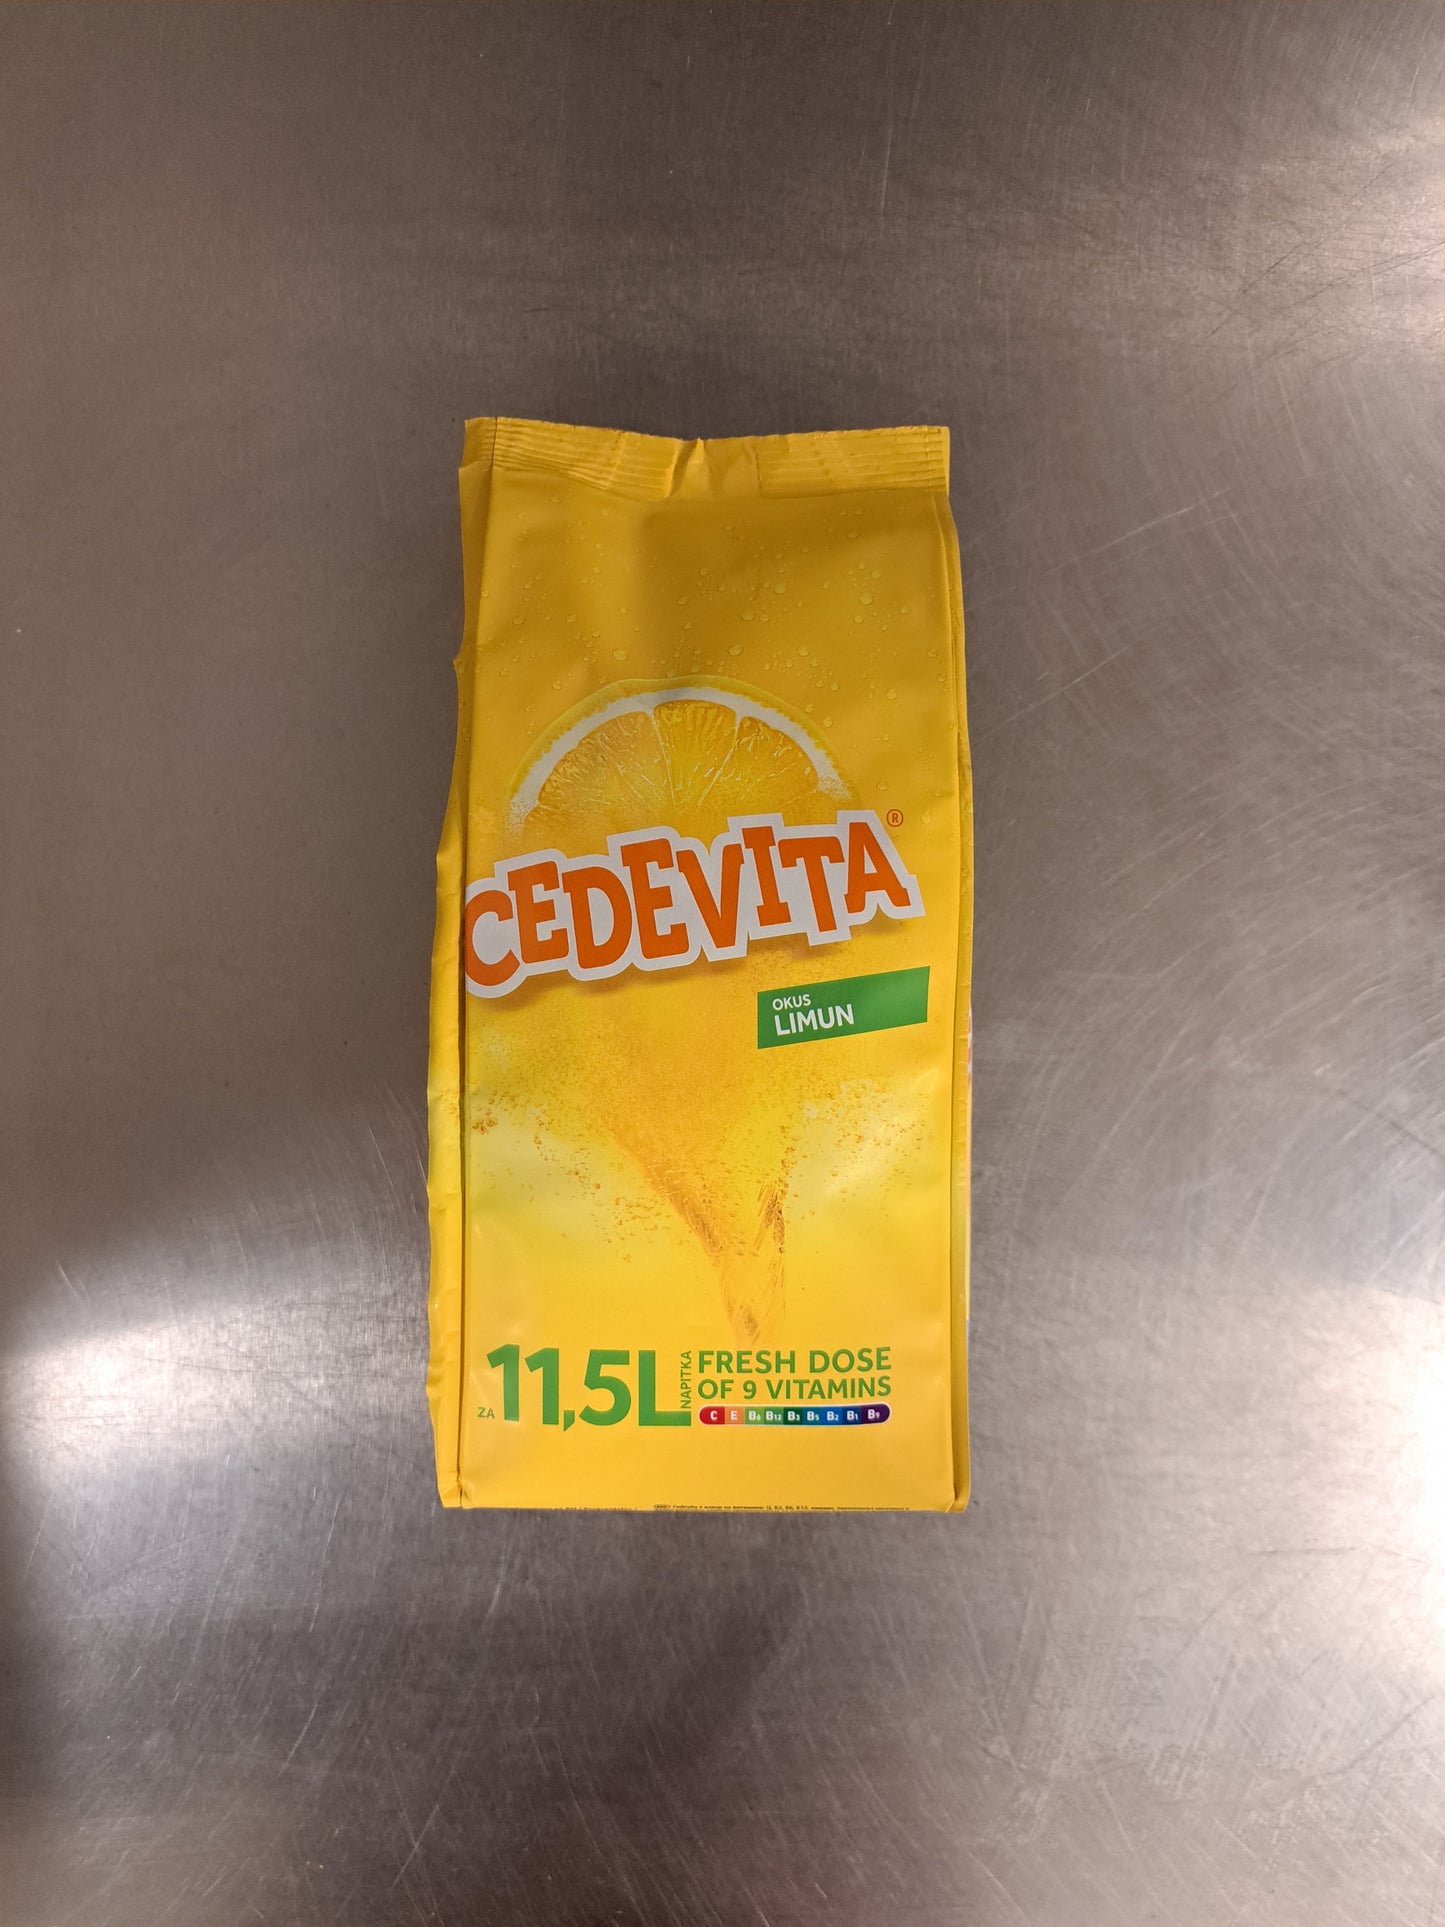 CEDEVITA®
OKUS
LIMUN
ZA 11,5L NAPITKA
FRESH DOSE
OF 9 VITAMINS
C E B6 B12 B3 B5 B2 B1 B9